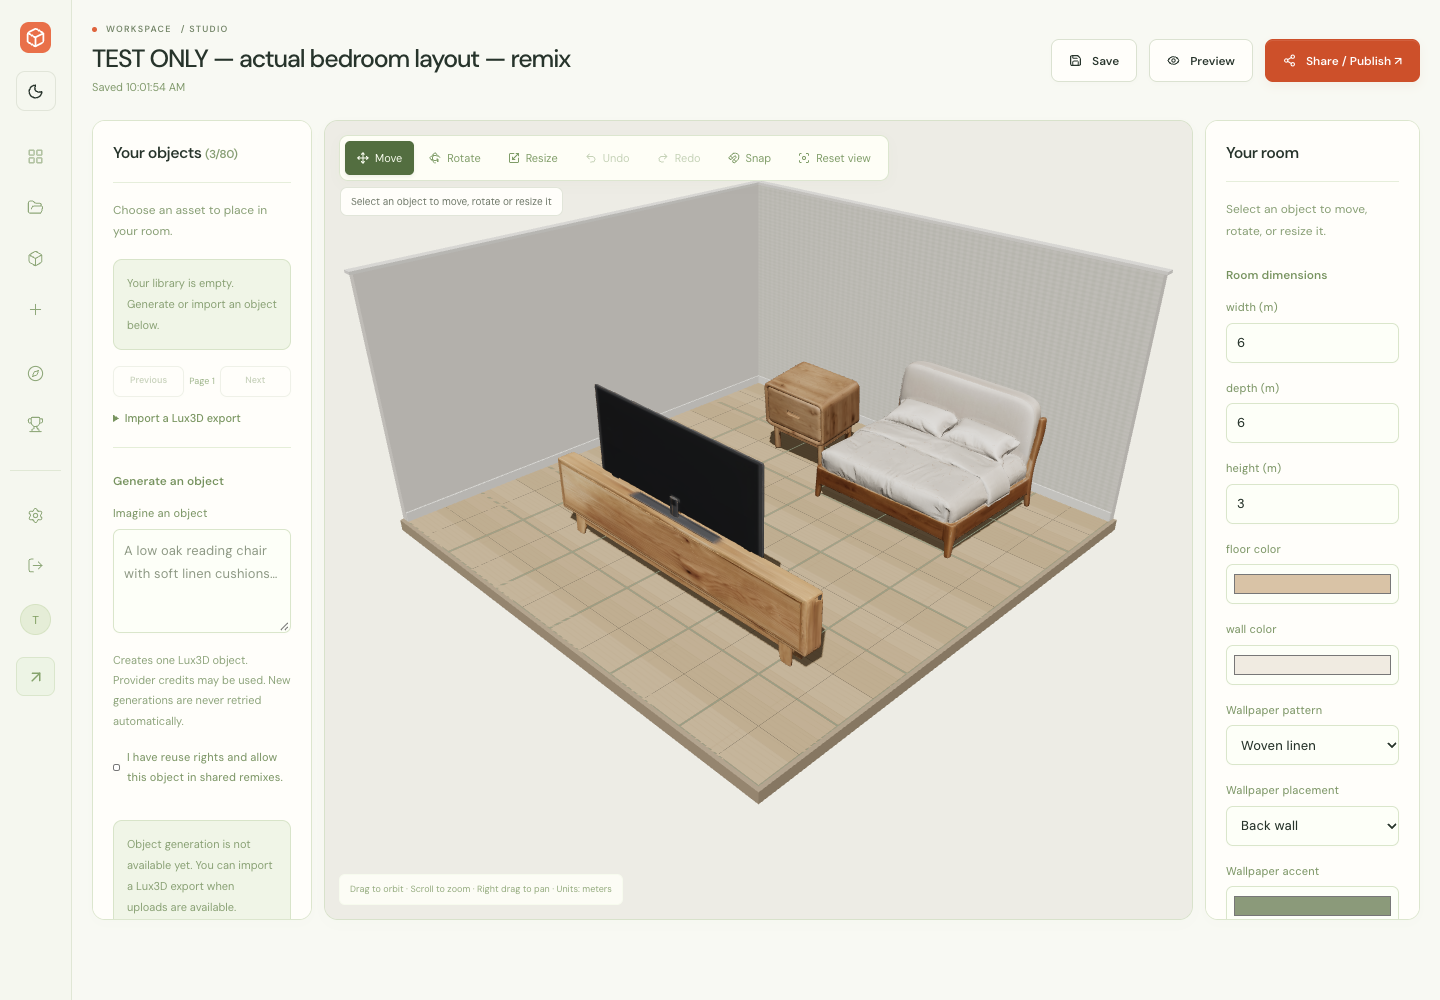 WORKSPACE / STUDIO
TEST ONLY — actual bedroom layout — remix
Saved 10:01:54 AM
Save
Preview
Share / Publish
Your objects (3/80)
Choose an asset to place in
your room.
Your library is empty.
Generate or import an object
below.
Previous
Page 1
Next
Import a Lux3D export
Generate an object
Imagine an object
A low oak reading chair
with soft linen cushions...
Creates one Lux3D object.
Provider credits may be used. New
generations are never retried
automatically.
I have reuse rights and allow
this object in shared remixes.
Object generation is not
available yet. You can import
a Lux3D export when
uploads are available.
T
Move
Rotate
Resize
Undo
Redo
Snap
Reset view
Select an object to move, rotate or resize it
Drag to orbit · Scroll to zoom · Right drag to pan · Units: meters
Your room
Select an object to move,
rotate, or resize it.
Room dimensions
width (m)
6
depth (m)
6
height (m)
3
floor color
wall color
Wallpaper pattern
Woven linen
Wallpaper placement
Back wall
Wallpaper accent